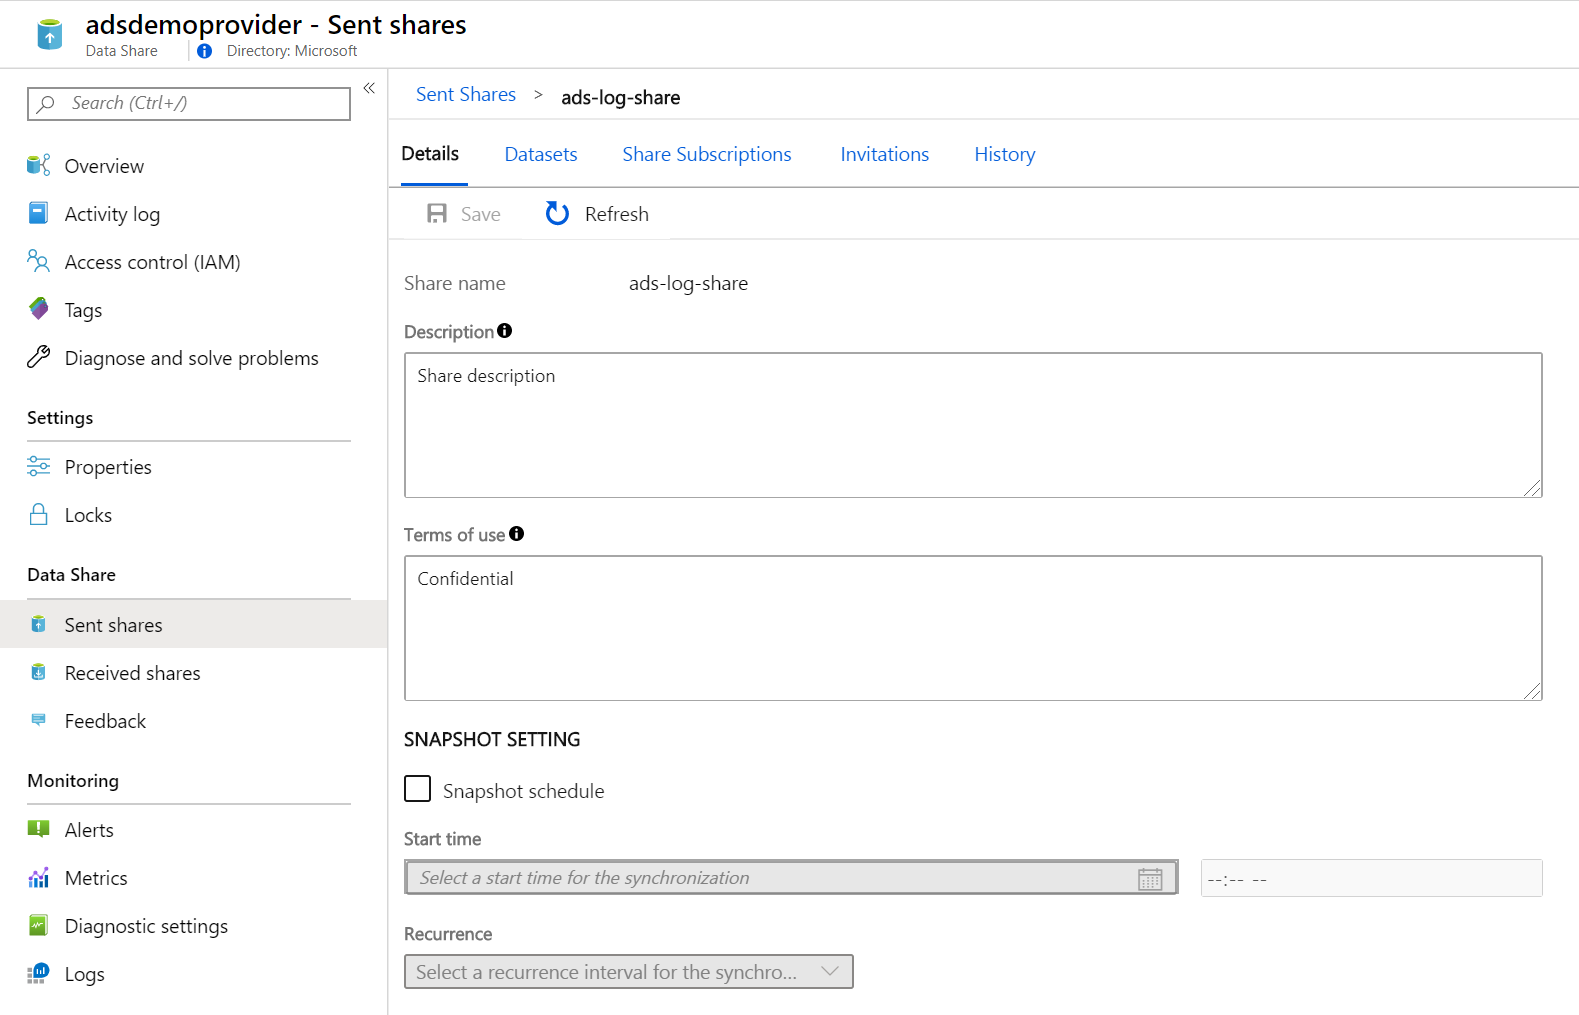 adsdemoprovider - Sent shares
Data Share
Directory: Microsoft
Search (Ctrl+/)
Overview
Activity log
Access control (IAM)
Tags
Diagnose and solve problems
Settings
Properties
Locks
Data Share
Sent shares
Received shares
Feedback
Monitoring
Alerts
Metrics
Diagnostic settings
Logs
Sent Shares > ads-log-share
Details Datasets Share Subscriptions Invitations History
Save Refresh
Share name ads-log-share
Description
Share description
Terms of use
Confidential
SNAPSHOT SETTING
Snapshot schedule
Start time
Select a start time for the synchronization --:-- --
Recurrence
Select a recurrence interval for the synchro...